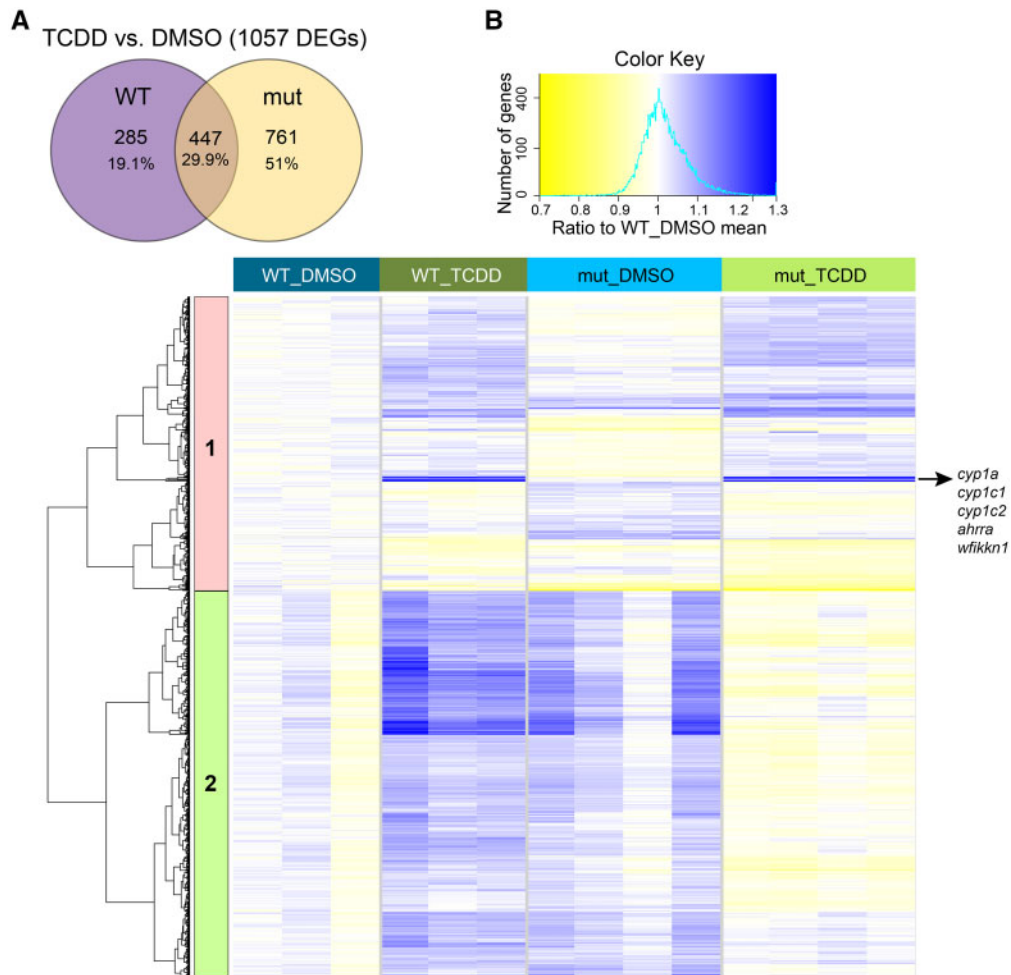 A
TCDD vs. DMSO (1057 DEGs)
WT
mut
285
447
761
19.1%
29.9%
51%
B
Color Key
Number of genes
400
100
0
0.7 0.8 0.9 1 1.1 1.2 1.3
Ratio to WT_DMSO mean
WT_DMSO WT_TCDD mut_DMSO mut_TCDD
1
cyp1a
cyp1c1
cyp1c2
ahrra
wfikkn1
2